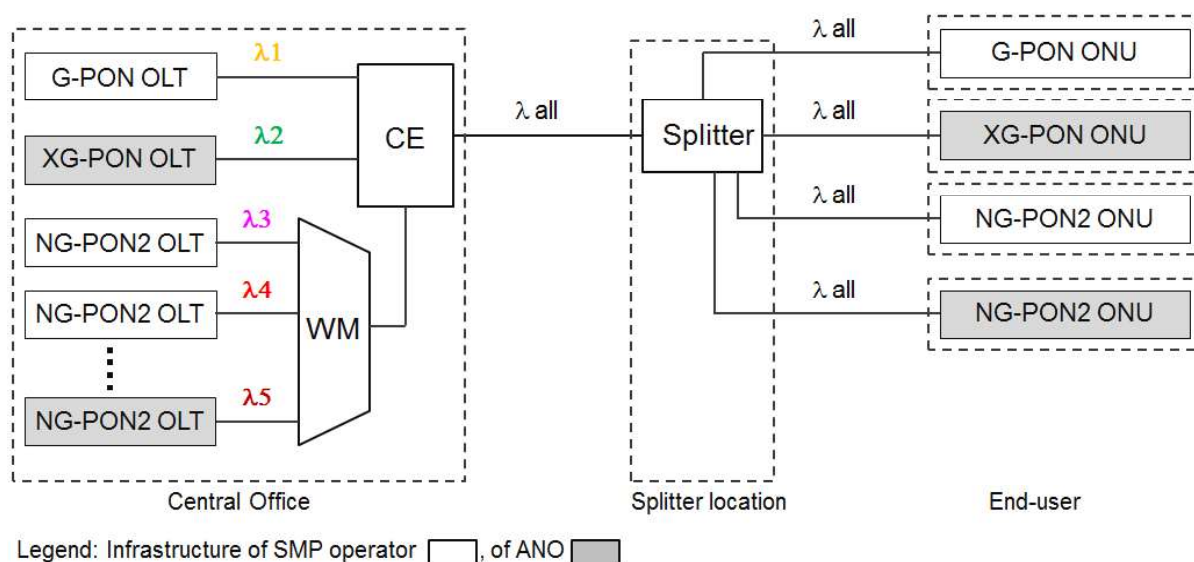 G-PON OLT
λ1
XG-PON OLT
λ2
CE
NG-PON2 OLT
λ3
NG-PON2 OLT
λ4
WM
NG-PON2 OLT
λ5
Central Office
λ all
Splitter
Splitter location
λ all
G-PON ONU
λ all
XG-PON ONU
λ all
NG-PON2 ONU
λ all
NG-PON2 ONU
End-user
Legend: Infrastructure of SMP operator , of ANO